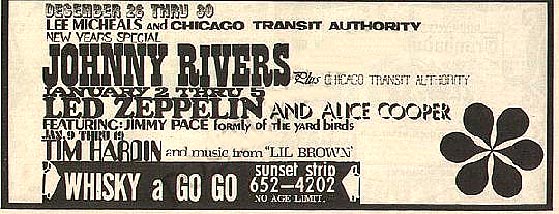 DECEMBER 26 THRU 30
LEE MICHEALS and CHICAGO TRANSIT AUTHORITY
NEW YEARS SPECIAL
JOHNNY RIVERS Plus CHICAGO TRANSIT AUTHORITY
JANUARY 2 THRU 5
LED ZEPPELIN AND ALICE COOPER
FEATURING: JIMMY PAGE formly of the yard birds
JAN. 9 THRU 19
TIM HARDIN and music from "LIL BROWN"
WHISKY a GO GO
sunset strip
652-4202
NO AGE LIMIT.